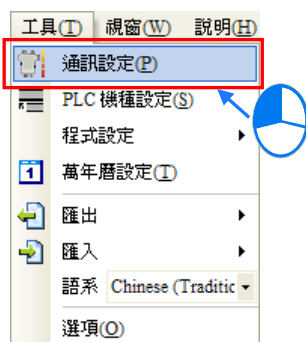 工具(T) 視窗(W) 說明(H)
通訊設定(P)
PLC 機種設定(S)
程式設定
1 萬年曆設定(T)
匯出
匯入
語系 Chinese (Traditic
選項(O)